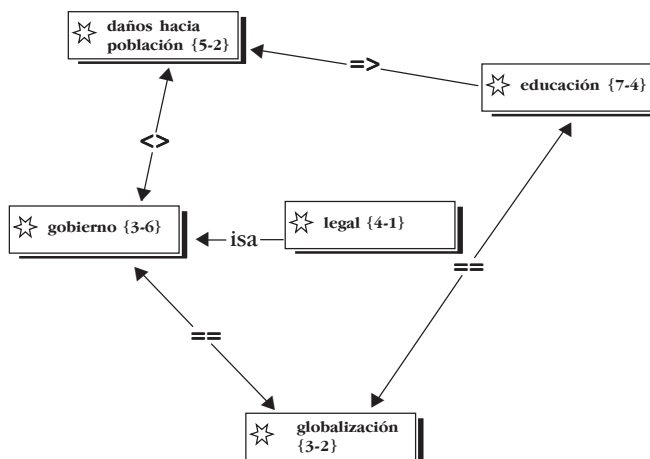 daños hacia
población {5-2}
=>
educación {7-4}
<>
gobierno {3-6}
isa
legal {4-1}
==
==
globalización
{3-2}